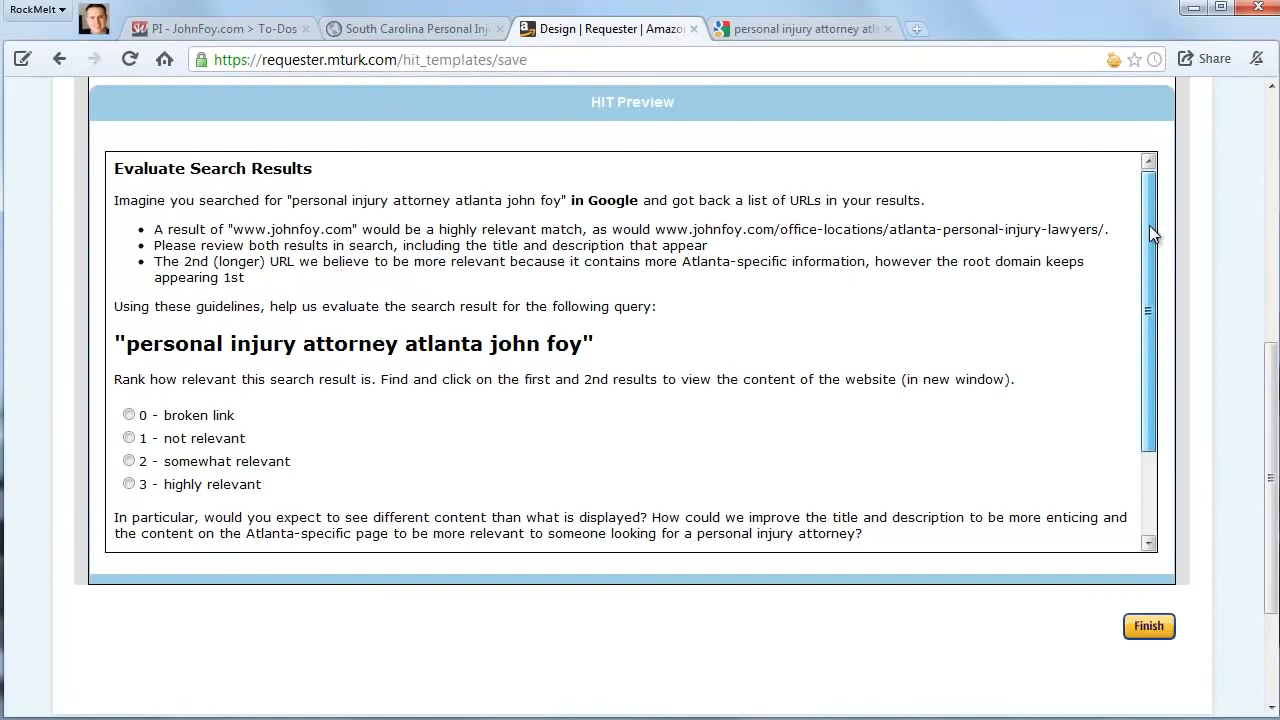 RockMelt
PI - JohnFoy.com > To-Dos
South Carolina Personal Inj
Design | Requester | Amazo
personal injury attorney atla
https://requester.mturk.com/hit_templates/save
Share
HIT Preview
Evaluate Search Results
Imagine you searched for "personal injury attorney atlanta john foy" in Google and got back a list of URLs in your results.
• A result of "www.johnfoy.com" would be a highly relevant match, as would www.johnfoy.com/office-locations/atlanta-personal-injury-lawyers/.
• Please review both results in search, including the title and description that appear
• The 2nd (longer) URL we believe to be more relevant because it contains more Atlanta-specific information, however the root domain keeps
appearing 1st
Using these guidelines, help us evaluate the search result for the following query:
"personal injury attorney atlanta john foy"
Rank how relevant this search result is. Find and click on the first and 2nd results to view the content of the website (in new window).
0 - broken link
1 - not relevant
2 - somewhat relevant
3 - highly relevant
In particular, would you expect to see different content than what is displayed? How could we improve the title and description to be more enticing and
the content on the Atlanta-specific page to be more relevant to someone looking for a personal injury attorney?
Finish